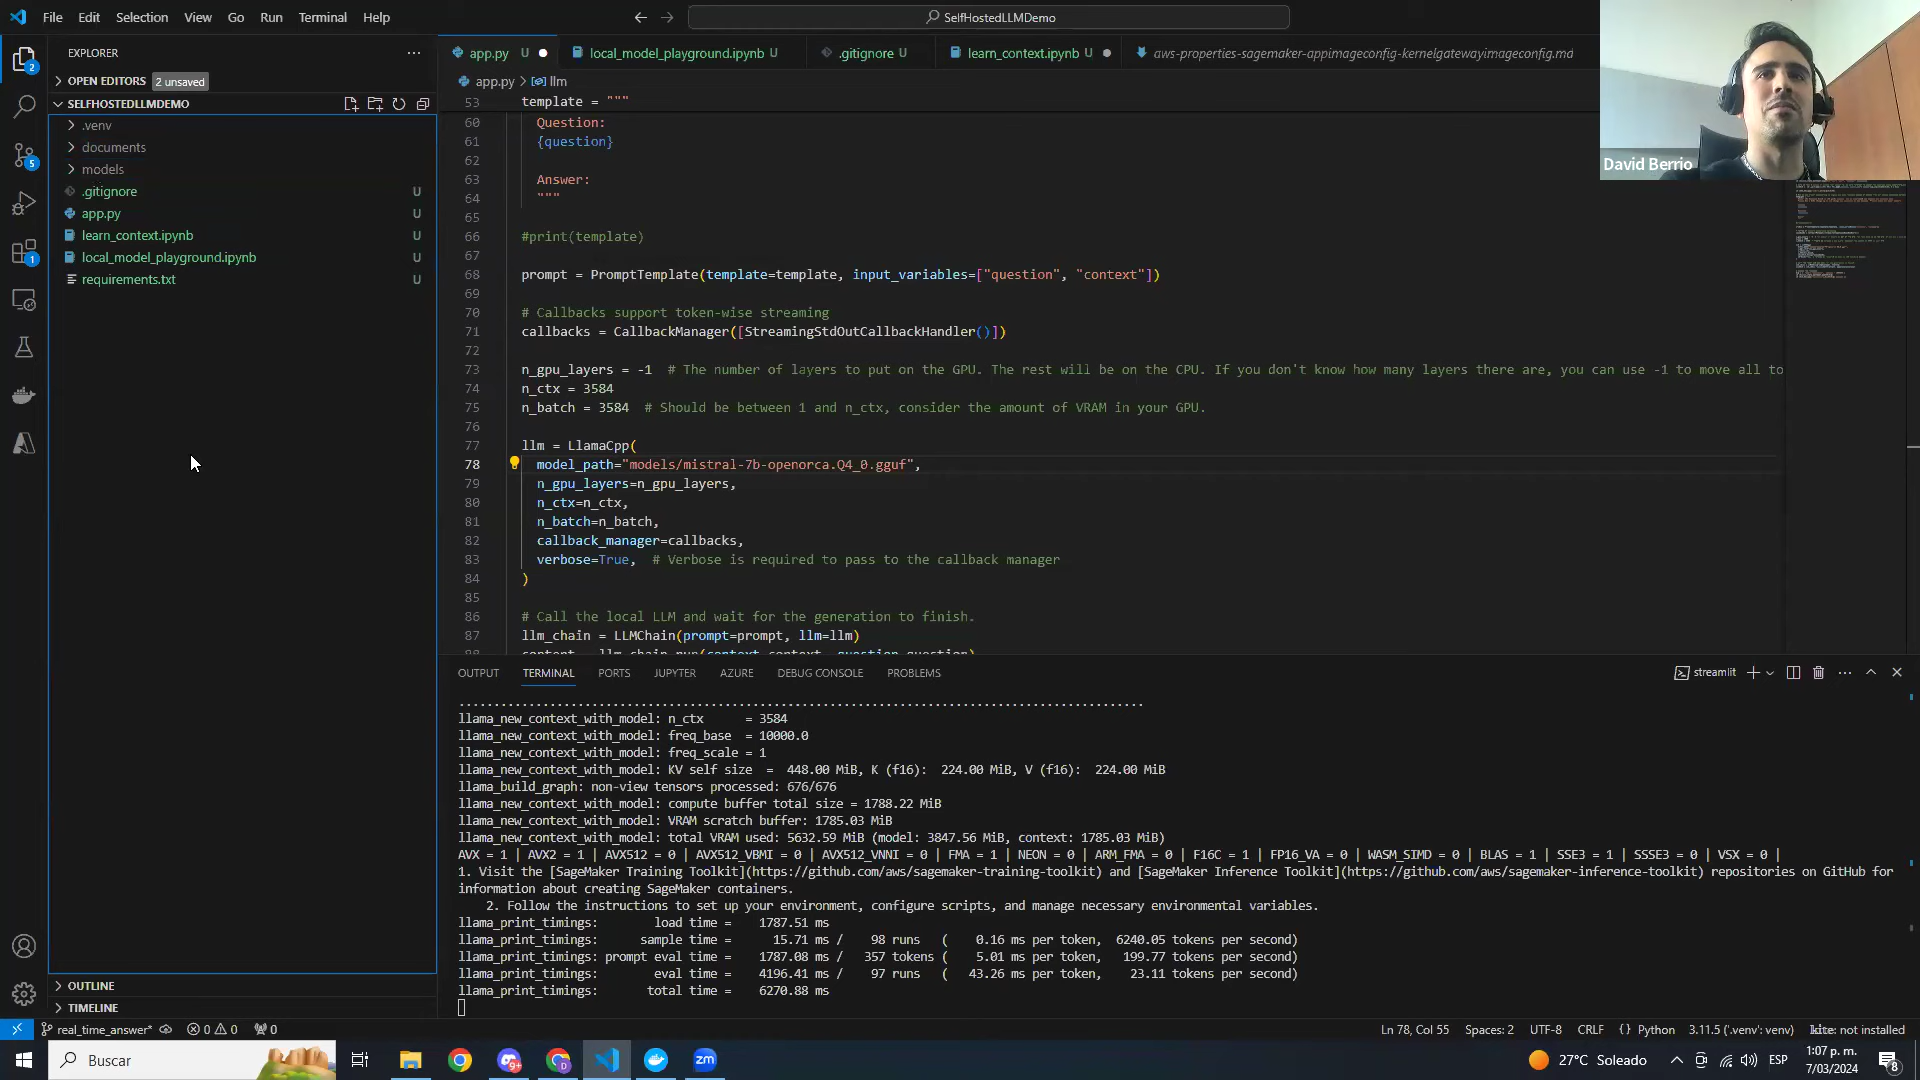 File Edit Selection View Go Run Terminal Help
SelfHostedLLMDemo
EXPLORER
OPEN EDITORS 2 unsaved
SELFHOSTEDLLMDEMO
.venv
documents
models
.gitignore U
app.py U
learn_context.ipynb U
local_model_playground.ipynb U
requirements.txt U
OUTLINE
TIMELINE
2
5
1
app.py U local_model_playground.ipynb U .gitignore U learn_context.ipynb U aws-properties-sagemaker-appimageconfig-kernelgatewayimageconfig.md
app.py > llm
David Berrio
53 template = """
60 Question:
61 {question}
62
63 Answer:
64 """
65
66 #print(template)
67
68 prompt = PromptTemplate(template=template, input_variables=["question", "context"])
69
70 # Callbacks support token-wise streaming
71 callbacks = CallbackManager([StreamingStdOutCallbackHandler()])
72
73 n_gpu_layers = -1 # The number of layers to put on the GPU. The rest will be on the CPU. If you don't know how many layers there are, you can use -1 to move all to
74 n_ctx = 3584
75 n_batch = 3584 # Should be between 1 and n_ctx, consider the amount of VRAM in your GPU.
76
77 llm = LlamaCpp(
78 model_path="models/mistral-7b-openorca.Q4_0.gguf",
79 n_gpu_layers=n_gpu_layers,
80 n_ctx=n_ctx,
81 n_batch=n_batch,
82 callback_manager=callbacks,
83 verbose=True, # Verbose is required to pass to the callback manager
84 )
85
86 # Call the local LLM and wait for the generation to finish.
87 llm_chain = LLMChain(prompt=prompt, llm=llm)
OUTPUT TERMINAL PORTS JUPYTER AZURE DEBUG CONSOLE PROBLEMS
streamlit
llama_new_context_with_model: n_ctx = 3584
llama_new_context_with_model: freq_base = 10000.0
llama_new_context_with_model: freq_scale = 1
llama_new_context_with_model: KV self size = 448.00 MiB, K (f16): 224.00 MiB, V (f16): 224.00 MiB
llama_build_graph: non-view tensors processed: 676/676
llama_new_context_with_model: compute buffer total size = 1788.22 MiB
llama_new_context_with_model: VRAM scratch buffer: 1785.03 MiB
llama_new_context_with_model: total VRAM used: 5632.59 MiB (model: 3847.56 MiB, context: 1785.03 MiB)
AVX = 1 | AVX2 = 1 | AVX512 = 0 | AVX512_VBMI = 0 | AVX512_VNNI = 0 | FMA = 1 | NEON = 0 | ARM_FMA = 0 | F16C = 1 | FP16_VA = 0 | WASM_SIMD = 0 | BLAS = 1 | SSE3 = 1 | SSSE3 = 0 | VSX = 0 |
1. Visit the [SageMaker Training Toolkit](https://github.com/aws/sagemaker-training-toolkit) and [SageMaker Inference Toolkit](https://github.com/aws/sagemaker-inference-toolkit) repositories on GitHub for
information about creating SageMaker containers.
2. Follow the instructions to set up your environment, configure scripts, and manage necessary environmental variables.
llama_print_timings: load time = 1787.51 ms
llama_print_timings: sample time = 15.71 ms / 98 runs ( 0.16 ms per token, 6240.05 tokens per second)
llama_print_timings: prompt eval time = 1787.08 ms / 357 tokens ( 5.01 ms per token, 199.77 tokens per second)
llama_print_timings: eval time = 4196.41 ms / 97 runs ( 43.26 ms per token, 23.11 tokens per second)
llama_print_timings: total time = 6270.88 ms
real_time_answer* 0 0 0
Ln 78, Col 55 Spaces: 2 UTF-8 CRLF {} Python 3.11.5 ('.venv': venv) kite: not installed
Buscar
9+
zm
27°C Soleado
ESP
1:07 p. m.
7/03/2024
8